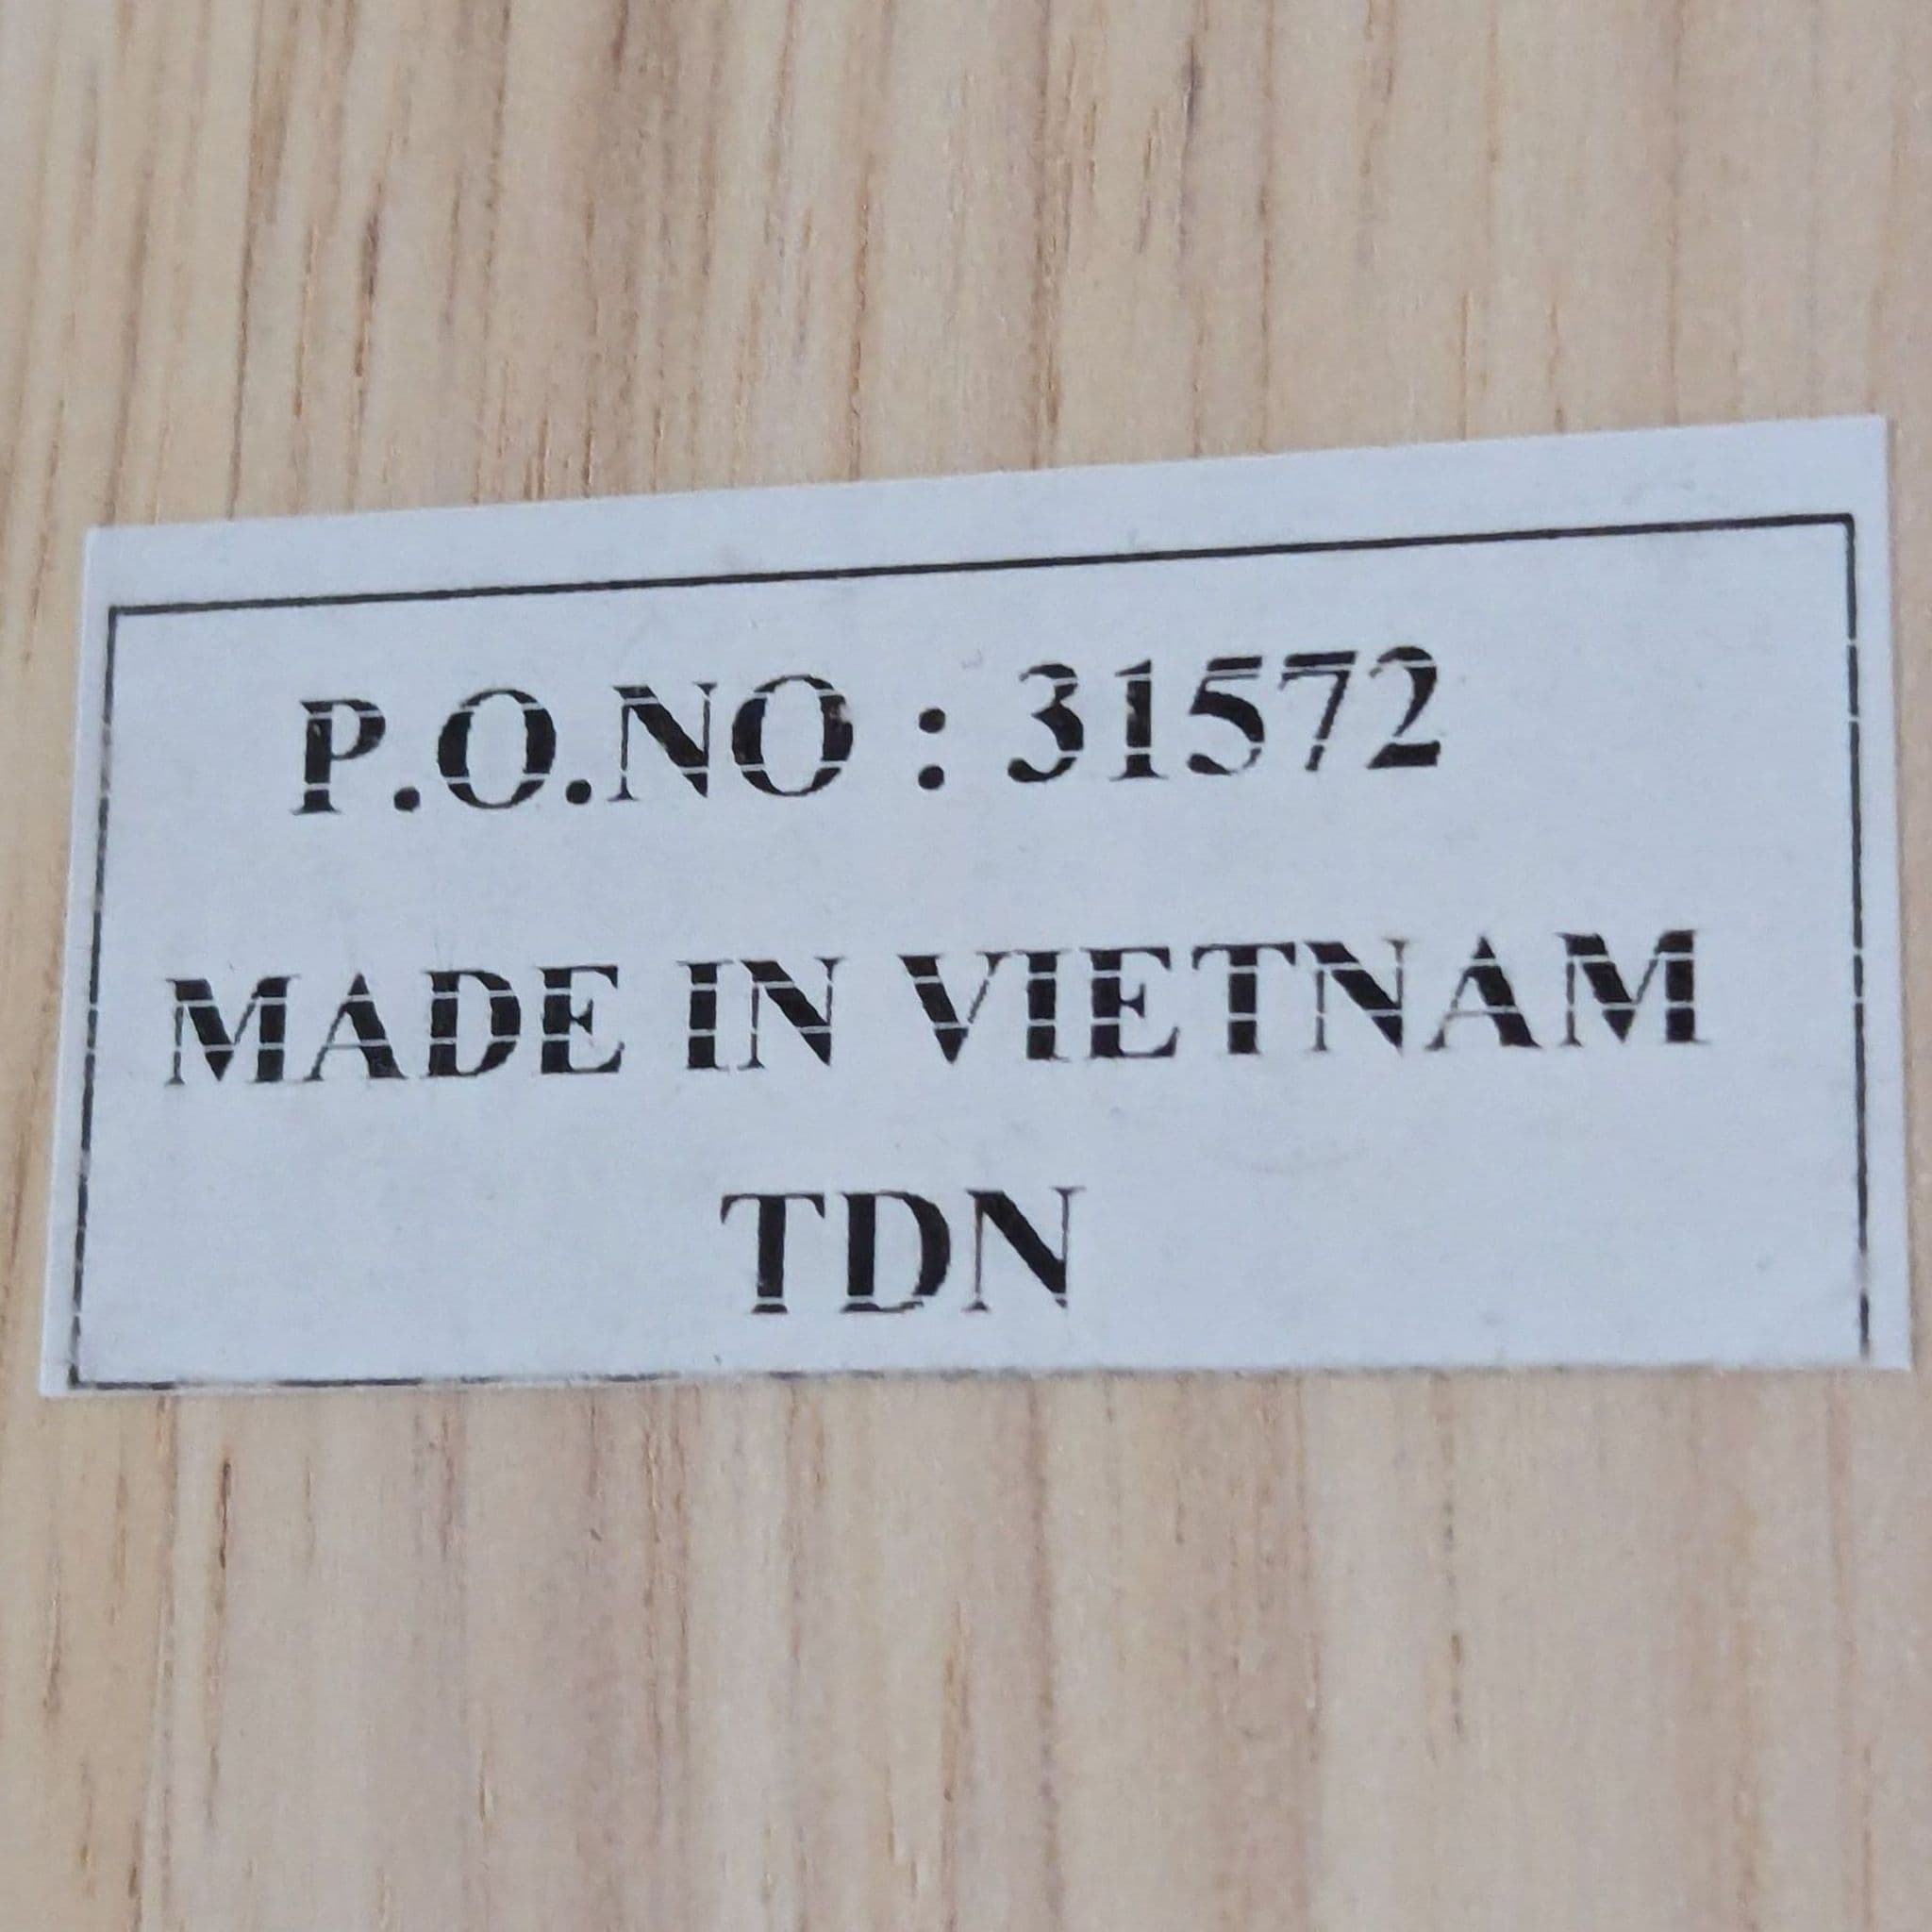 P.O.NO : 31572
MADE IN VIETNAM
TDN